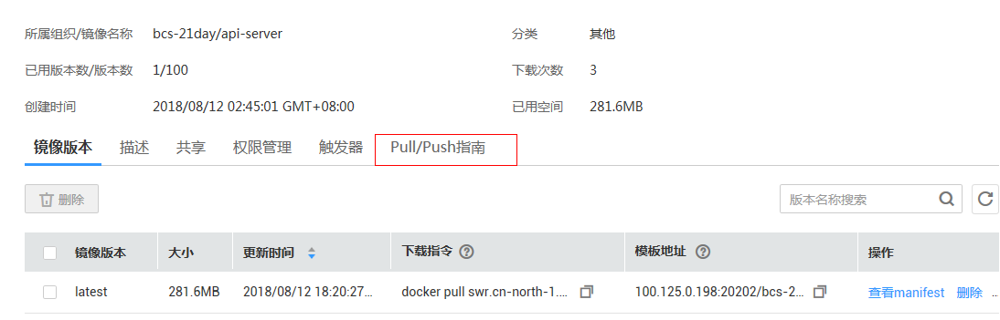 所属组织/镜像名称 bcs-21day/api-server 分类 其他
已用版本数/版本数 1/100 下载次数 3
创建时间 2018/08/12 02:45:01 GMT+08:00 已用空间 281.6MB
镜像版本 描述 共享 权限管理 触发器 Pull/Push指南
删除 版本名称搜索
镜像版本 大小 更新时间 下载指令 模板地址 操作
latest 281.6MB 2018/08/12 18:20:27... docker pull swr.cn-north-1.... 100.125.0.198:20202/bcs-2... 查看manifest 删除 ...